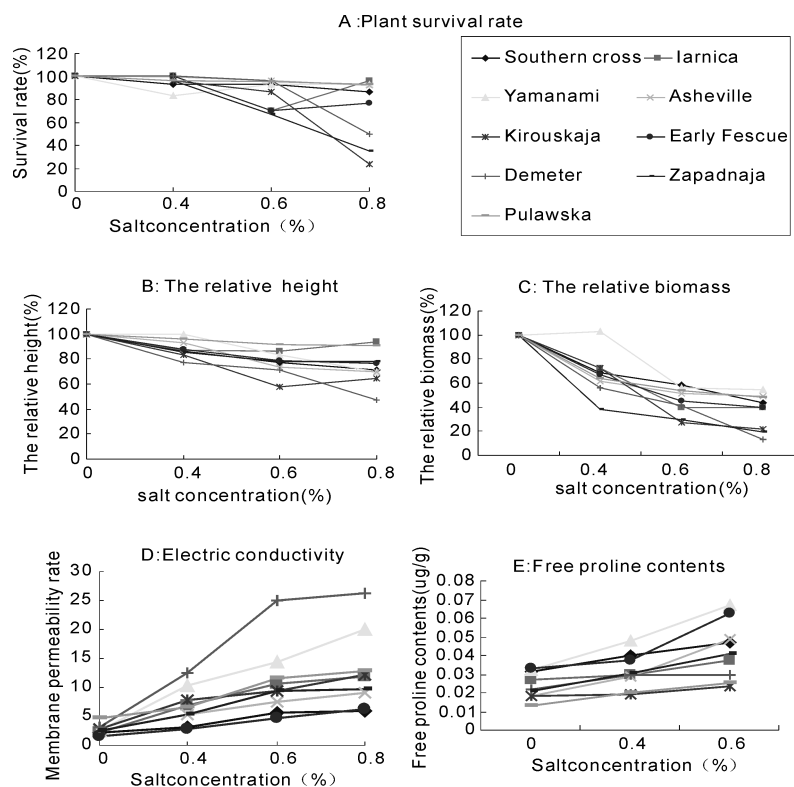 A :Plant survival rate
Survival rate(%)
120
100
80
60
40
20
0
0 0.4 0.6 0.8
Saltconcentration（%）
Southern cross
Iarnica
Yamanami
Asheville
Kirouskaja
Early Fescue
Demeter
Zapadnaja
Pulawska
B: The relative height
The relative height(%)
120
100
80
60
40
20
0
0 0.4 0.6 0.8
salt concentration(%)
C: The relative biomass
The relative biomass(%)
120
100
80
60
40
20
0
0 0.4 0.6 0.8
salt concentration(%)
D:Electric conductivity
Membrane permeability rate
30
25
20
15
10
5
0
0 0.4 0.6 0.8
Saltconcentration（%）
E:Free proline contents
Free proline contents(ug/g)
0.08
0.07
0.06
0.05
0.04
0.03
0.02
0.01
0
0 0.4 0.6
Saltconcentration（%）